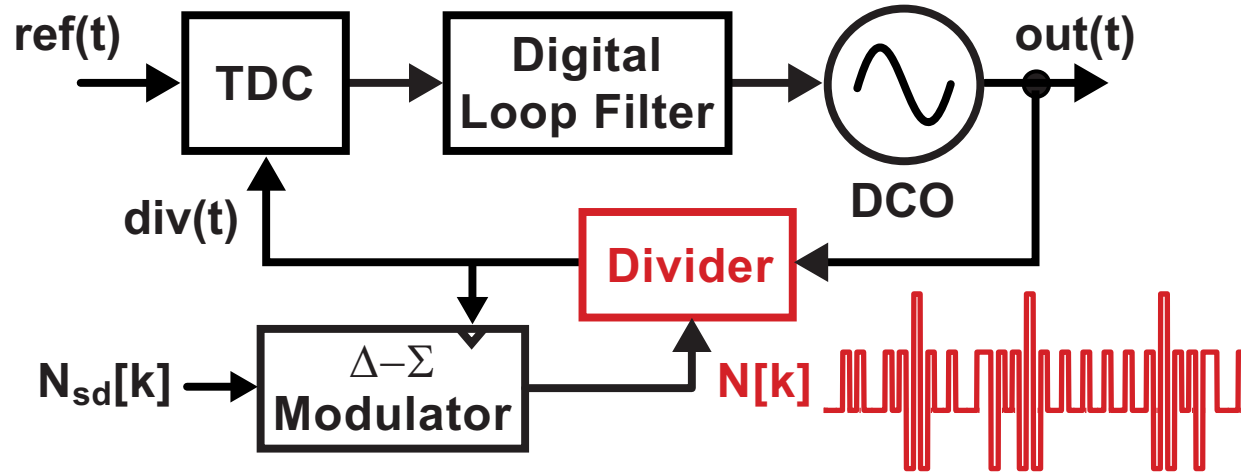 ref(t)
TDC
Digital
Loop Filter
out(t)
DCO
div(t)
Divider
N_sd[k]
Δ–Σ
Modulator
N[k]